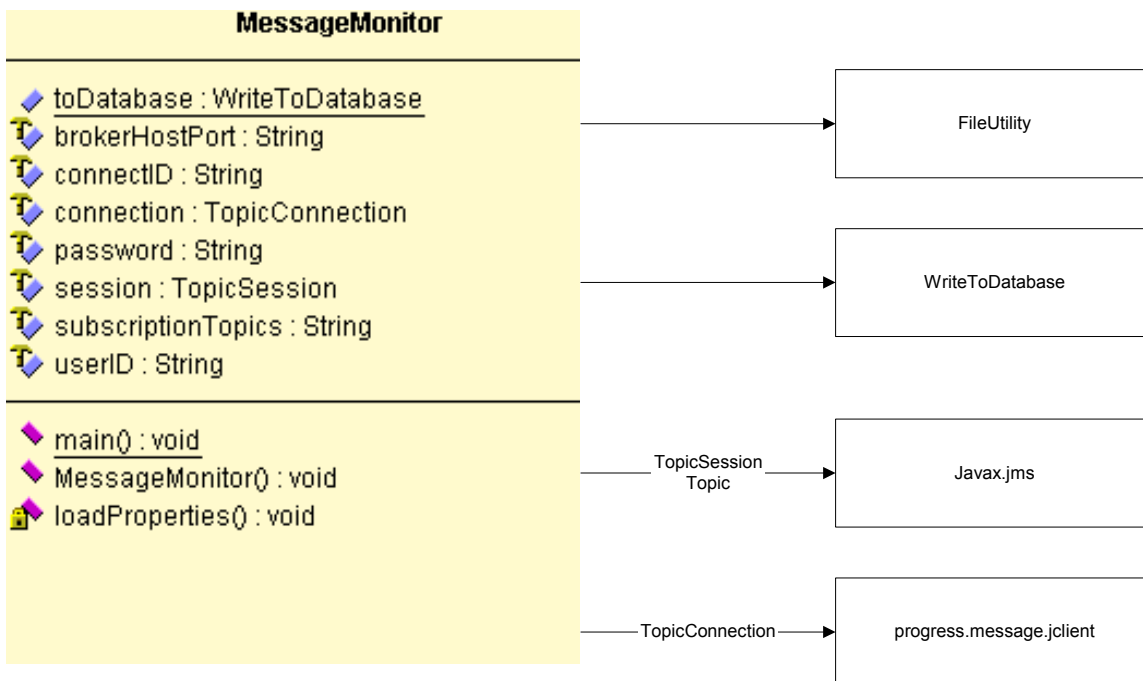 MessageMonitor
toDatabase : WriteToDatabase
brokerHostPort : String
connectID : String
connection : TopicConnection
password : String
session : TopicSession
subscriptionTopics : String
userID : String
main() : void
MessageMonitor() : void
loadProperties() : void
FileUtility
WriteToDatabase
TopicSession
Topic
Javax.jms
TopicConnection
progress.message.jclient